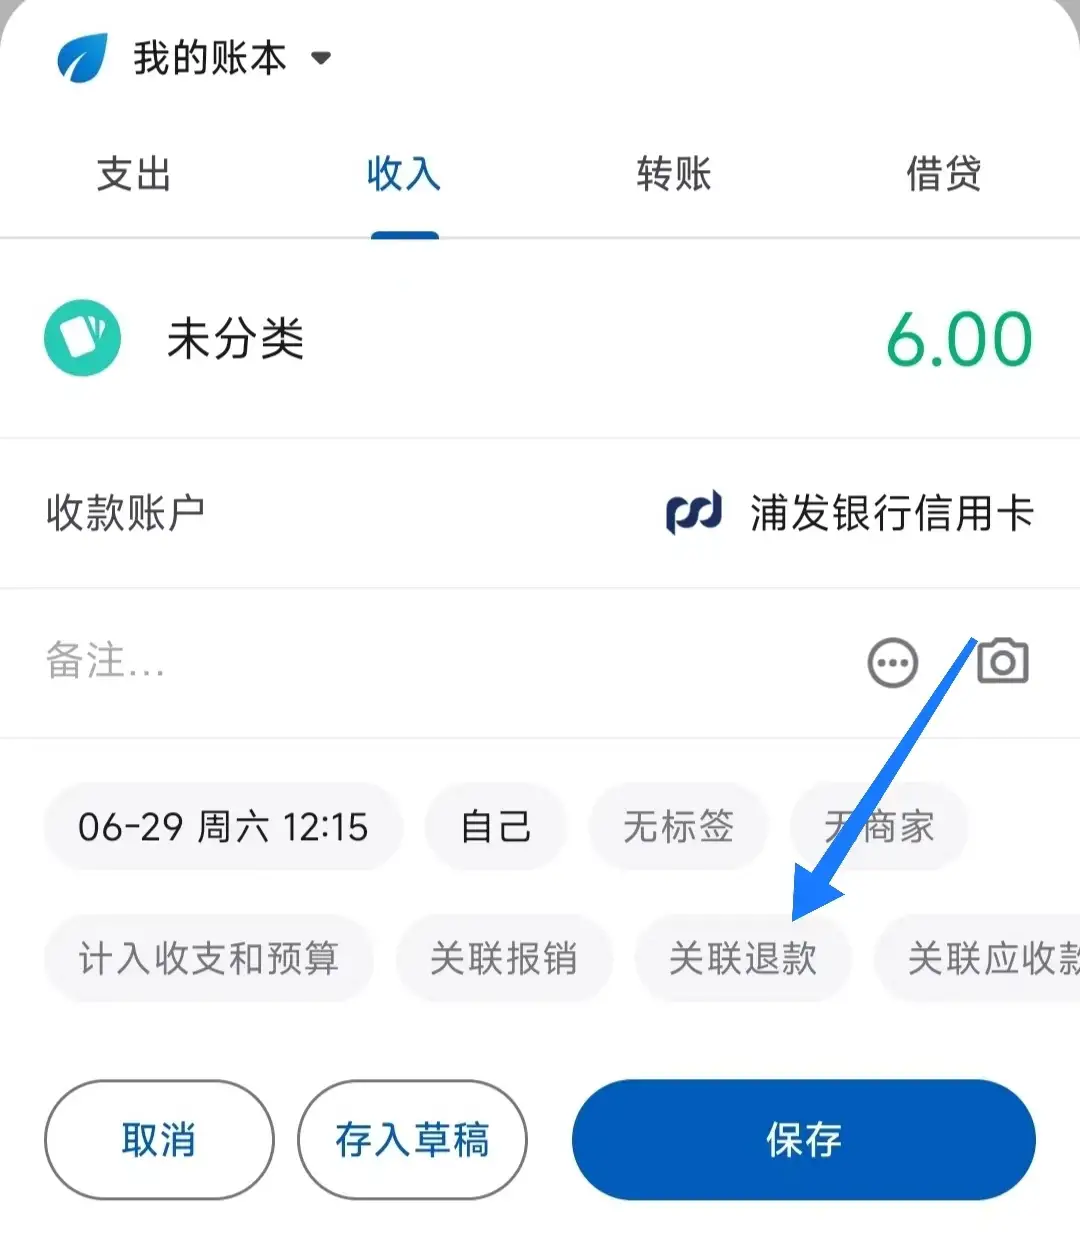 我的账本
支出 收入 转账 借贷
未分类 6.00
收款账户 浦发银行信用卡
备注...
06-29 周六 12:15 自己 无标签 无商家
计入收支和预算 关联报销 关联退款 关联应收款
取消 存入草稿 保存